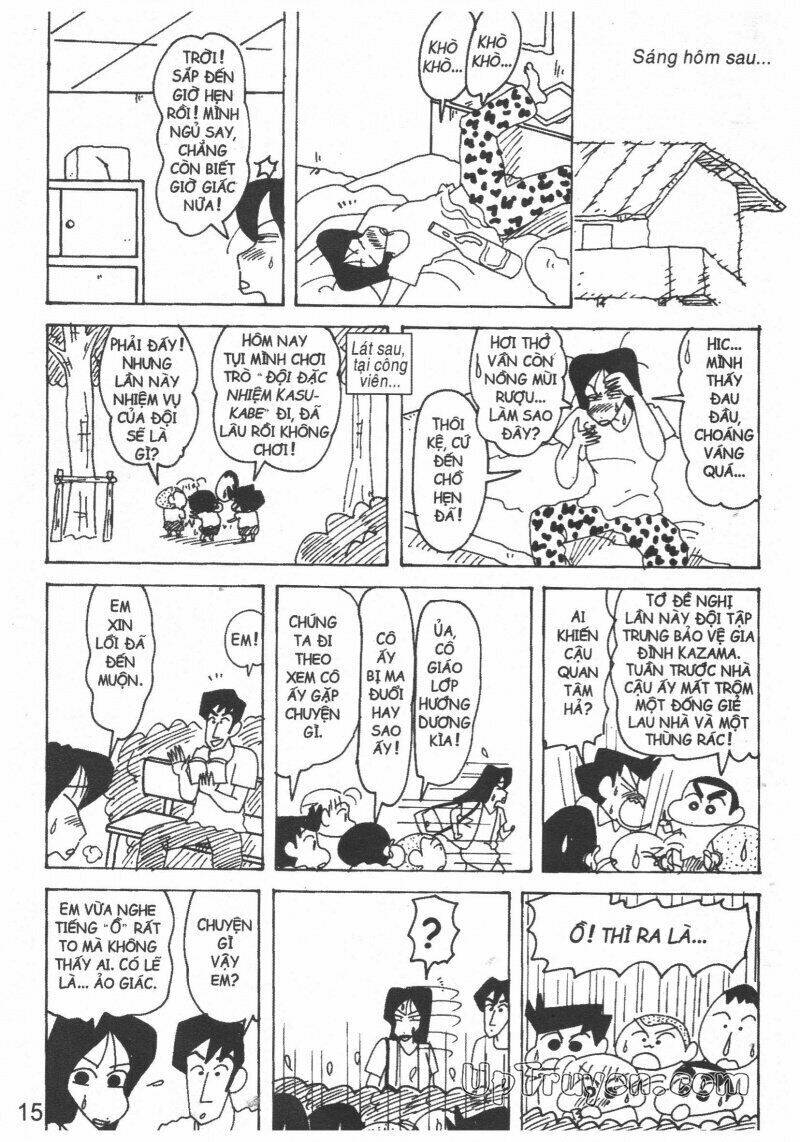 Sáng hôm sau...
KHÒ
KHÒ...
KHÒ
KHÒ...
TRỜI!
SẮP ĐẾN
GIỜ HẸN
RỒI! MÌNH
NGỦ SAY,
CHẲNG
CÒN BIẾT
GIỜ GIẤC
NỮA!
HIC...
MÌNH
THẤY
ĐAU
ĐẦU,
CHOÁNG
VÁNG
QUÁ...
HƠI THỞ
VẪN CÒN
NỒNG MÙI
RƯỢU...
LÀM SAO
ĐÂY?
THÔI
KỆ, CỨ
ĐẾN
CHỖ
HẸN
ĐÃ!
Lát sau,
tại công
viên...
HÔM NAY
TỤI MÌNH CHƠI
TRÒ "ĐỘI ĐẶC
NHIỆM KASU-
KABE" ĐI, ĐÃ
LÂU RỒI KHÔNG
CHƠI!
PHẢI ĐẤY!
NHƯNG
LẦN NÀY
NHIỆM VỤ
CỦA ĐỘI
SẼ LÀ
GÌ?
TỚ ĐỀ NGHỊ
LẦN NÀY ĐỘI TẬP
TRUNG BẢO VỆ GIA
ĐÌNH KAZAMA.
TUẦN TRƯỚC NHÀ
CẬU ẤY MẤT TRỘM
MỘT ĐỐNG GIẺ
LAU NHÀ VÀ MỘT
THÙNG RÁC!
AI
KHIẾN
CẬU
QUAN
TÂM
HẢ?
ỦA,
CÔ
GIÁO
LỚP
HƯỚNG
DƯƠNG
KÌA!
CÔ
ẤY
BỊ MA
ĐUỔI
HAY
SAO
ẤY!
CHÚNG
TA ĐI
THEO
XEM CÔ
ẤY GẶP
CHUYỆN
GÌ.
EM!
EM
XIN
LỖI ĐÃ
ĐẾN
MUỘN.
Ồ! THÌ RA LÀ...
?
CHUYỆN
GÌ
VẬY
EM?
EM VỪA NGHE
TIẾNG "Ồ" RẤT
TO MÀ KHÔNG
THẤY AI. CÓ LẼ
LÀ... ẢO GIÁC.
UpTruyen.com
15